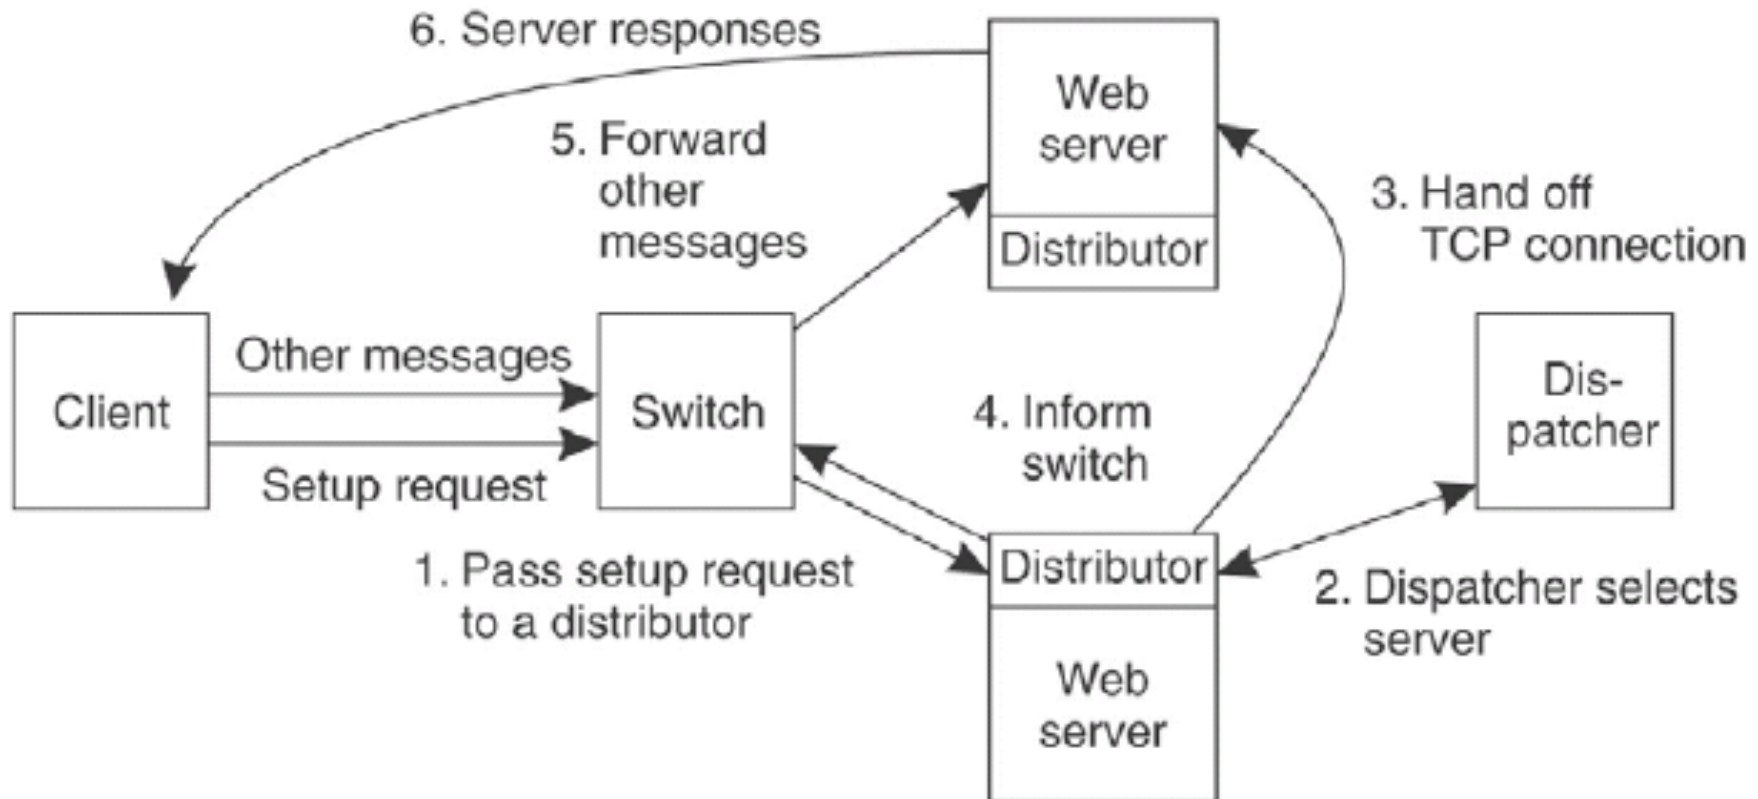 6. Server responses
Web
server
5. Forward
other
messages
3. Hand off
TCP connection
Distributor
Other messages
Client
Switch
Setup request
4. Inform
switch
Dis-
patcher
1. Pass setup request
to a distributor
Distributor
2. Dispatcher selects
server
Web
server